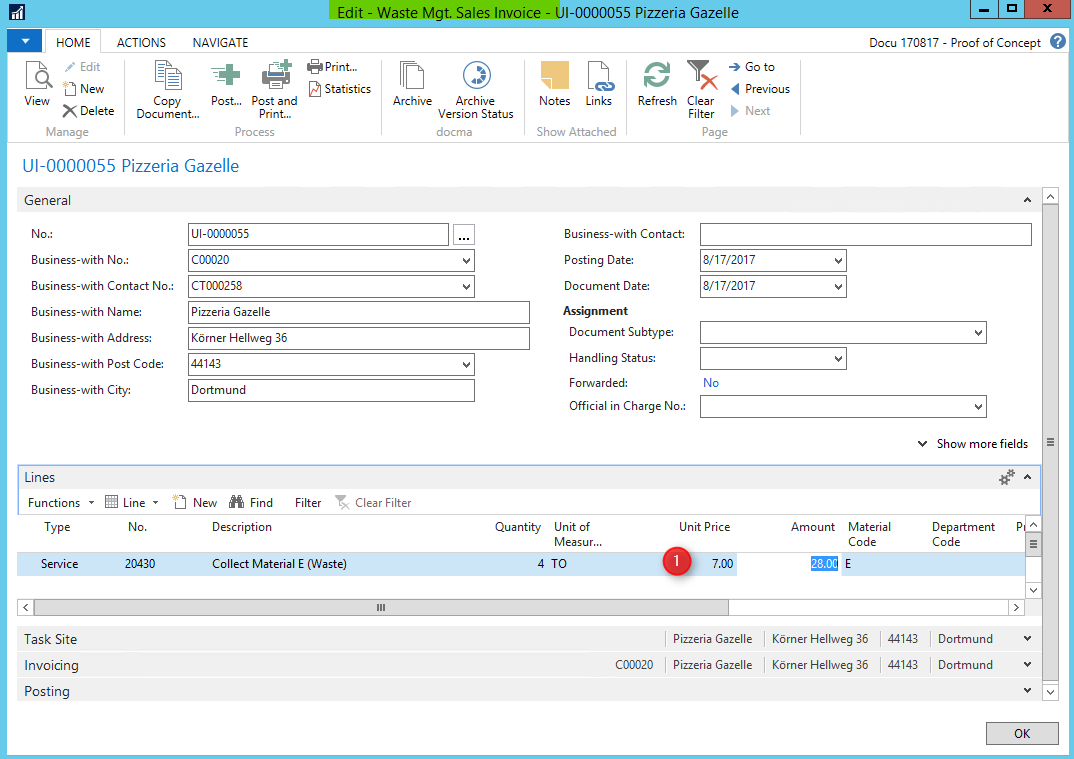 Edit - Waste Mgt. Sales Invoice - UI-0000055 Pizzeria Gazelle
HOME ACTIONS NAVIGATE Docu 170817 - Proof of Concept ?
View
Edit
New
Delete
Manage
Copy Document...
Post...
Post and Print...
Print...
Statistics
Process
Archive
Archive Version Status
docma
Notes
Links
Show Attached
Refresh
Clear Filter
Go to
Previous
Next
Page
UI-0000055 Pizzeria Gazelle
General
No.: UI-0000055 ...
Business-with No.: C00020
Business-with Contact No.: CT000258
Business-with Name: Pizzeria Gazelle
Business-with Address: Körner Hellweg 36
Business-with Post Code: 44143
Business-with City: Dortmund
Business-with Contact:
Posting Date: 8/17/2017
Document Date: 8/17/2017
Assignment
Document Subtype:
Handling Status:
Forwarded: No
Official in Charge No.:
Show more fields
Lines
Functions Line New Find Filter Clear Filter
Type No. Description Quantity Unit of Measur... Unit Price Amount Material Code Department Code
Service 20430 Collect Material E (Waste) 4 TO 1 7.00 28.00 E
Task Site Pizzeria Gazelle Körner Hellweg 36 44143 Dortmund
Invoicing C00020 Pizzeria Gazelle Körner Hellweg 36 44143 Dortmund
Posting
OK